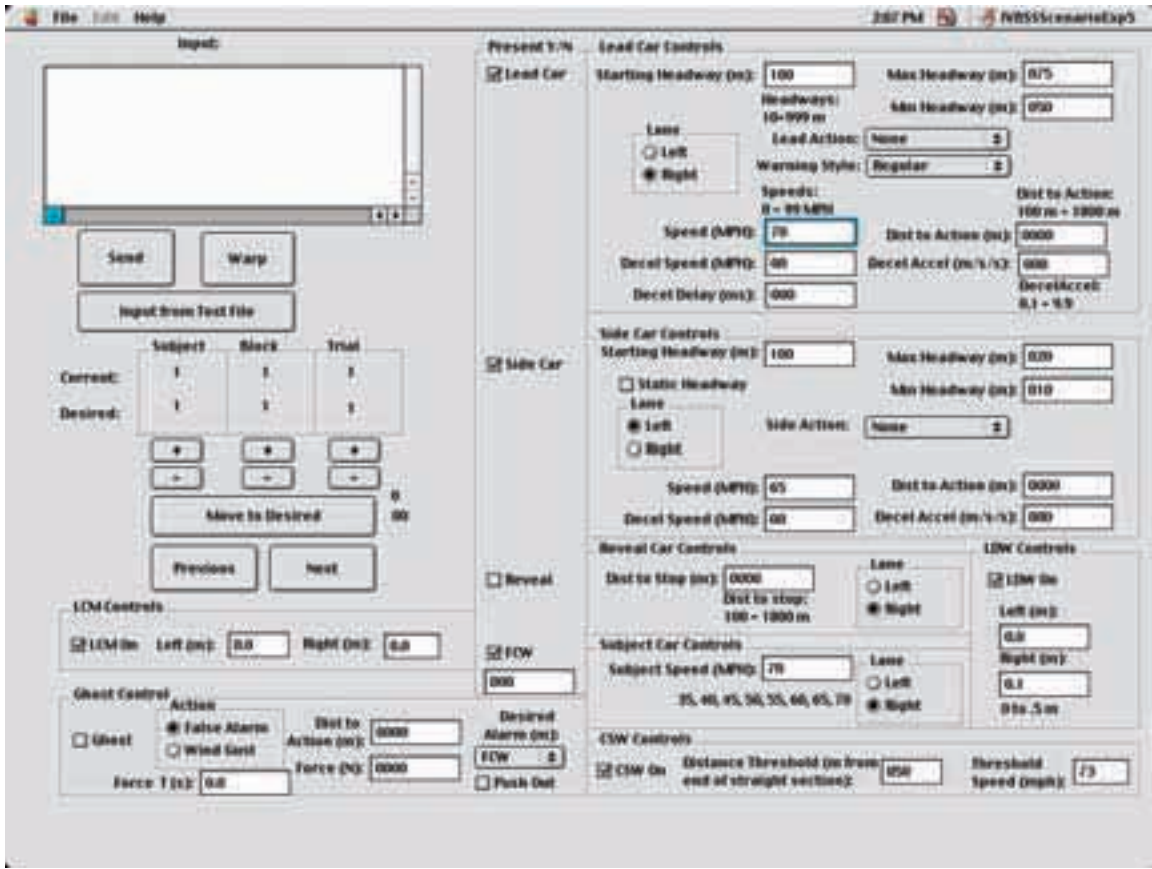 File Edit Help 2:07 PM IVBSSScenarioExp5
Input:
Send Warp
Input from Text File
Subject Block Trial
Current: 1 1 1
Desired: 1 1 1
+ + +
- - -
Move to Desired
0
00
Previous Next
LCM Controls
LCM On Left (m): 0.0 Right (m): 0.0
Ghost Control
Ghost
Action
False Alarm
Wind Gust
Dist to Action (m): 0000
Force (N): 0000
Force T (s): 0.0
Present Y/N
Lead Car
Side Car
Reveal
FCW
000
Desired
Alarm (m):
FCW
Push Out
Lead Car Controls
Starting Headway (m): 100 Max Headway (m): 075
Headways:
10-999 m
Min Headway (m): 050
Lane
Left
Right
Lead Action: None
Warning Style: Regular
Speeds:
0 - 99 MPH
Dist to Action:
100 m - 1000 m
Speed (MPH): 70 Dist to Action (m): 0000
Decel Speed (MPH): 00 Decel Accel (m/s/s): 000
Decel Delay (ms): 000
DecelAccel:
0.1 - 9.9
Side Car Controls
Starting Headway (m): 100 Max Headway (m): 020
Static Headway Min Headway (m): 010
Lane
Left
Right
Side Action: None
Speed (MPH): 65 Dist to Action (m): 0000
Decel Speed (MPH): 00 Decel Accel (m/s/s): 000
Reveal Car Controls
Dist to Stop (m): 0000
Dist to stop:
100 - 1000 m
Lane
Left
Right
LDW Controls
LDW On
Left (m):
0.0
Right (m):
0.1
0 to .5 m
Subject Car Controls
Subject Speed (MPH): 70
35, 40, 45, 50, 55, 60, 65, 70
Lane
Left
Right
CSW Controls
CSW On
Distance Threshold (m from
end of straight section): 050
Threshold
Speed (mph):